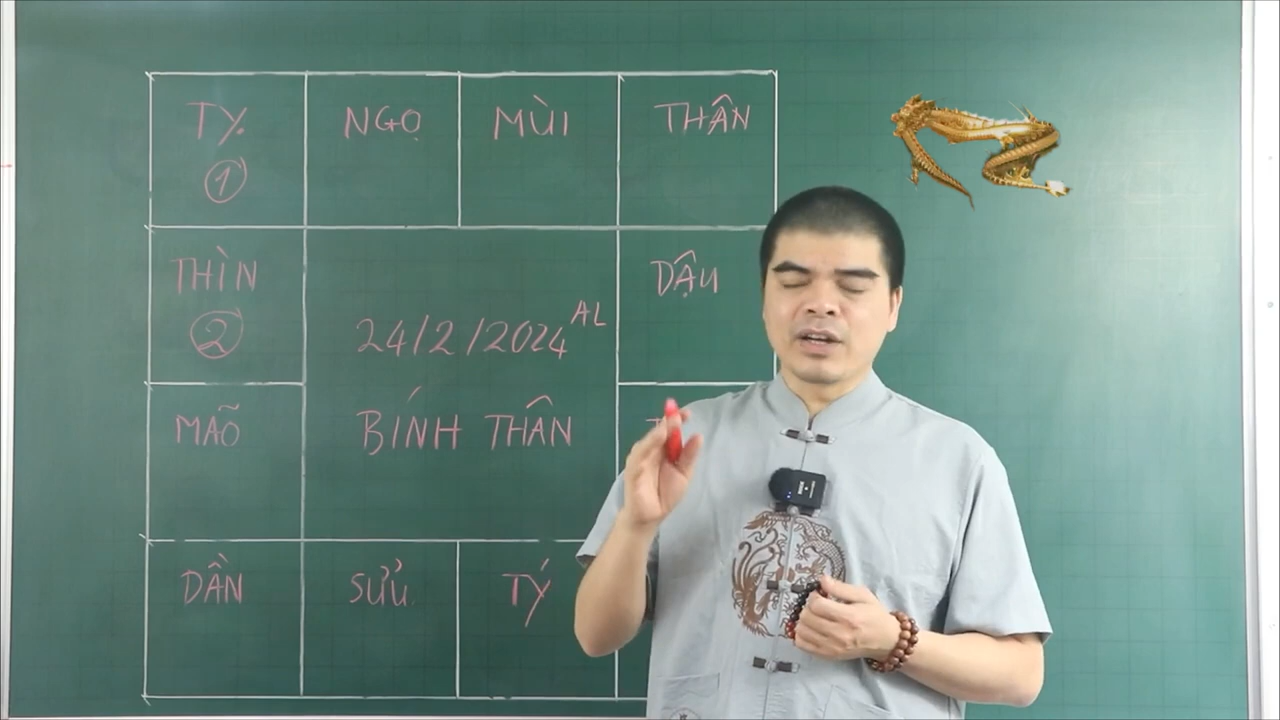 TỴ
NGỌ
MÙI
THÂN
①
THÌN
DẬU
②
24/2/2024 AL
MÃO
BÍNH THÂN
DẦN
SỬU
TÝ